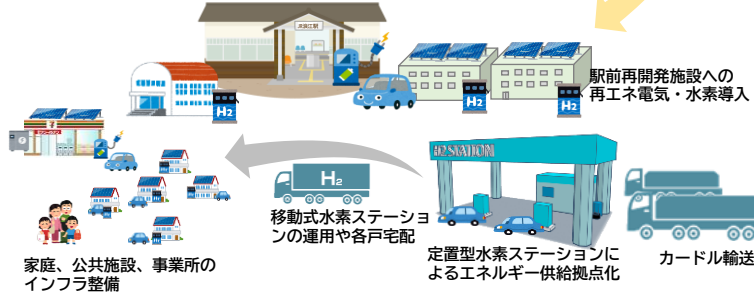 駅前再開発施設への
再エネ電気・水素導入
H2
H2
H2
H2 STATION
H₂
移動式水素ステーショ
ンの運用や各戸宅配
定置型水素ステーションに
よるエネルギー供給拠点化
カードル輸送
家庭、公共施設、事業所の
インフラ整備